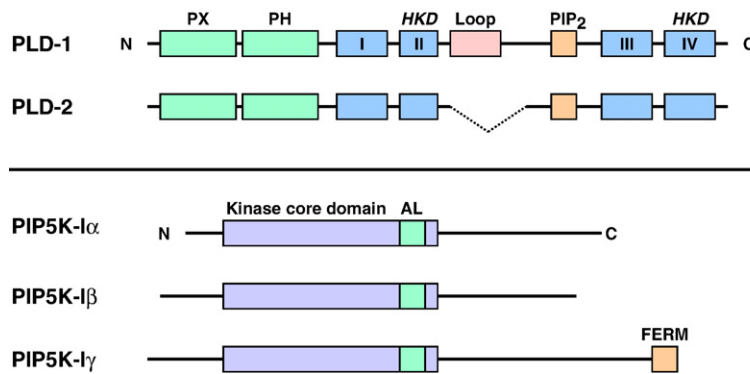 PX PH HKD Loop PIP2 HKD
PLD-1 N I II III IV C
PLD-2
Kinase core domain AL
PIP5K-Iα N C
PIP5K-Iβ
FERM
PIP5K-Iγ